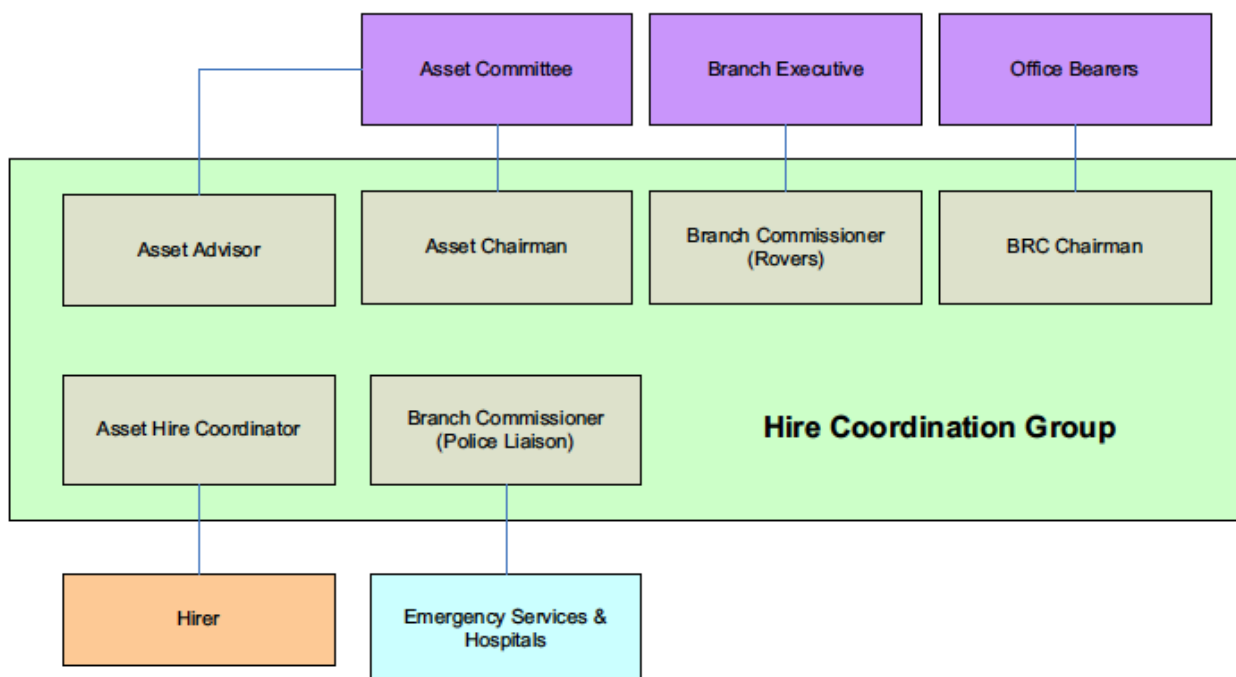 Asset Committee
Branch Executive
Office Bearers
Asset Advisor
Asset Chairman
Branch Commissioner
(Rovers)
BRC Chairman
Asset Hire Coordinator
Branch Commissioner
(Police Liaison)
Hire Coordination Group
Hirer
Emergency Services &
Hospitals